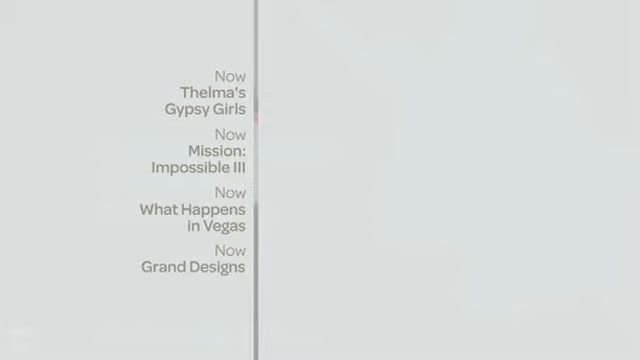 Now
Thelma's
Gypsy Girls
Now
Mission:
Impossible III
Now
What Happens
in Vegas
Now
Grand Designs